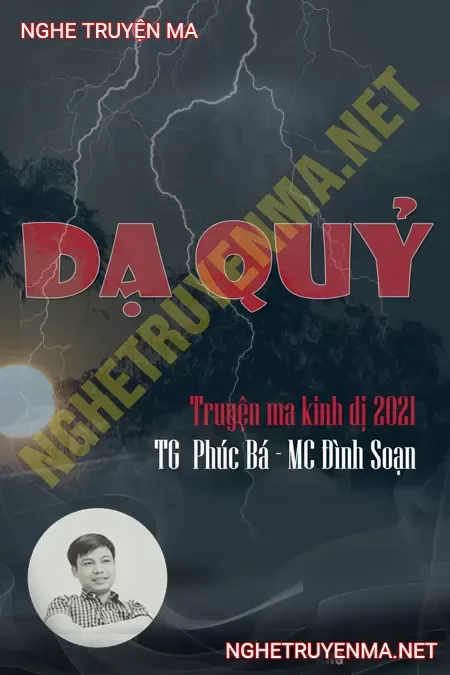 NGHE TRUYỆN MA
NGHETRUYENMA.NET
DẠ QUỶ
Truyện ma kinh dị 2021
TG Phúc Bá - MC Đình Soạn
NGHETRUYENMA.NET